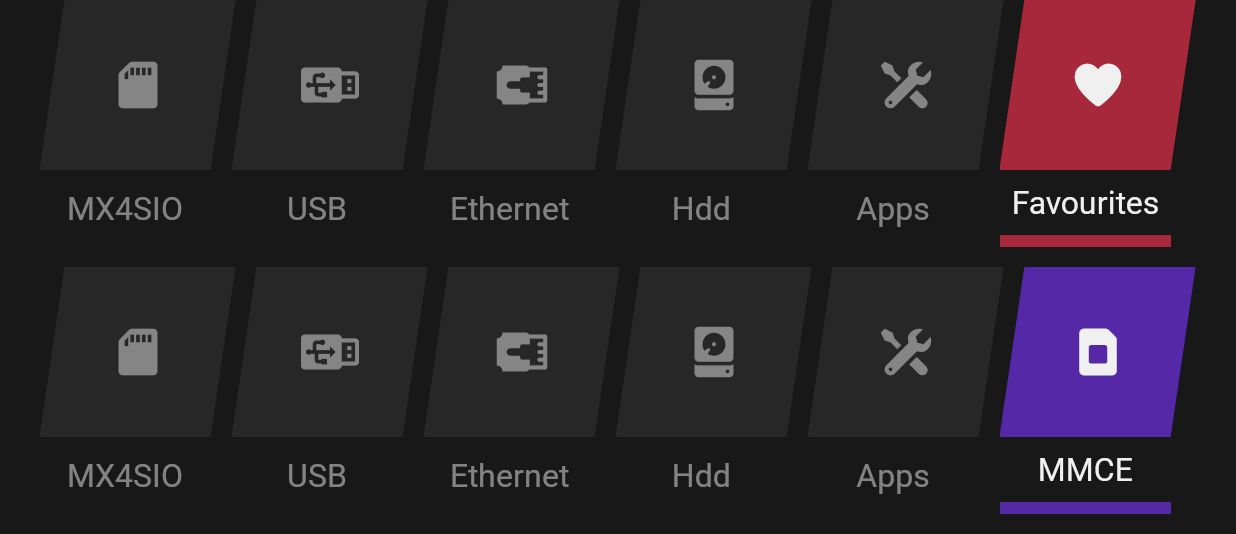 MX4SIO USB Ethernet Hdd Apps Favourites
MX4SIO USB Ethernet Hdd Apps MMCE